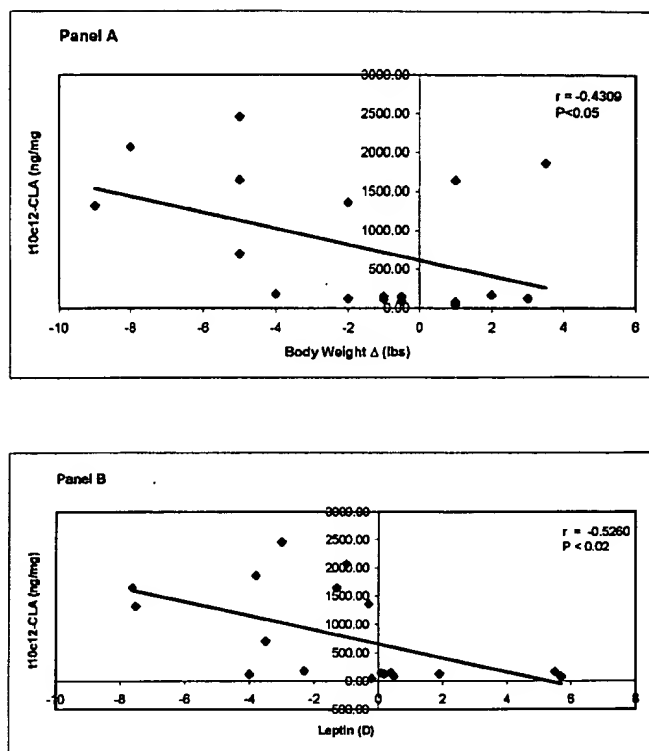 Panel A
3000.00
r = -0.4309
P<0.05
2500.00
2000.00
1500.00
1000.00
500.00
0.00
t10c12-CLA (ng/mg)
-10 -8 -6 -4 -2 0 2 4 6
Body Weight Δ (lbs)
Panel B
3000.00
r = -0.5260
P < 0.02
2500.00
2000.00
1500.00
1000.00
500.00
0.00
500.00
t10c12-CLA (ng/mg)
-10 -8 -6 -4 -2 0 2 4 6 8
Leptin (D)